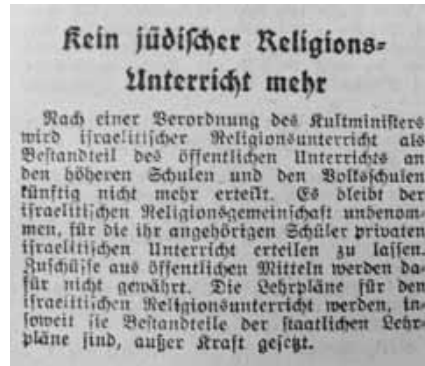 Kein jüdischer Religions-
Unterricht mehr
Nach einer Verordnung des Kultministers
wird israelitischer Religionsunterricht als
Bestandteil des öffentlichen Unterrichts an
den höheren Schulen und den Volksschulen
künftig nicht mehr erteilt. Es bleibt der
israelitischen Religionsgemeinschaft unbenom-
men, für die ihr angehörigen Schüler privaten
israelitischen Unterricht erteilen zu lassen.
Zuschüsse aus öffentlichen Mitteln werden da-
für nicht gewährt. Die Lehrpläne für den
israelitischen Religionsunterricht werden, in-
soweit sie Bestandteile der staatlichen Lehr-
pläne sind, außer Kraft gesetzt.